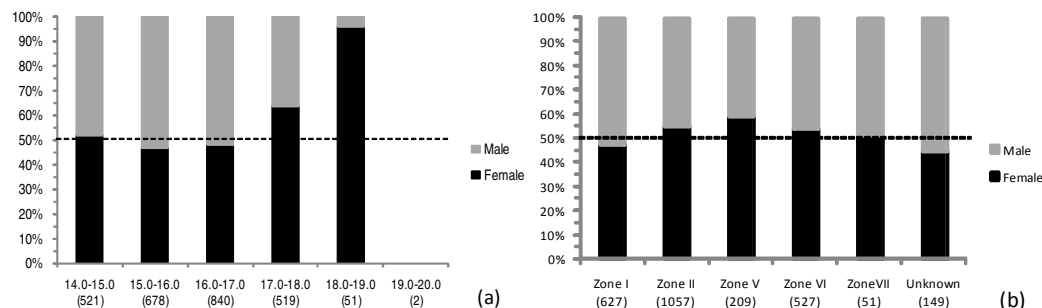 100%
90%
80%
70%
60%
50%
40%
30%
20%
10%
0%
14.0-15.0 15.0-16.0 16.0-17.0 17.0-18.0 18.0-19.0 19.0-20.0
(521) (678) (840) (519) (51) (2)
Male
Female
(a)
100%
90%
80%
70%
60%
50%
40%
30%
20%
10%
0%
Zone I Zone II Zone V Zone VI ZoneVII Unknown
(627) (1057) (209) (527) (51) (149)
Male
Female
(b)